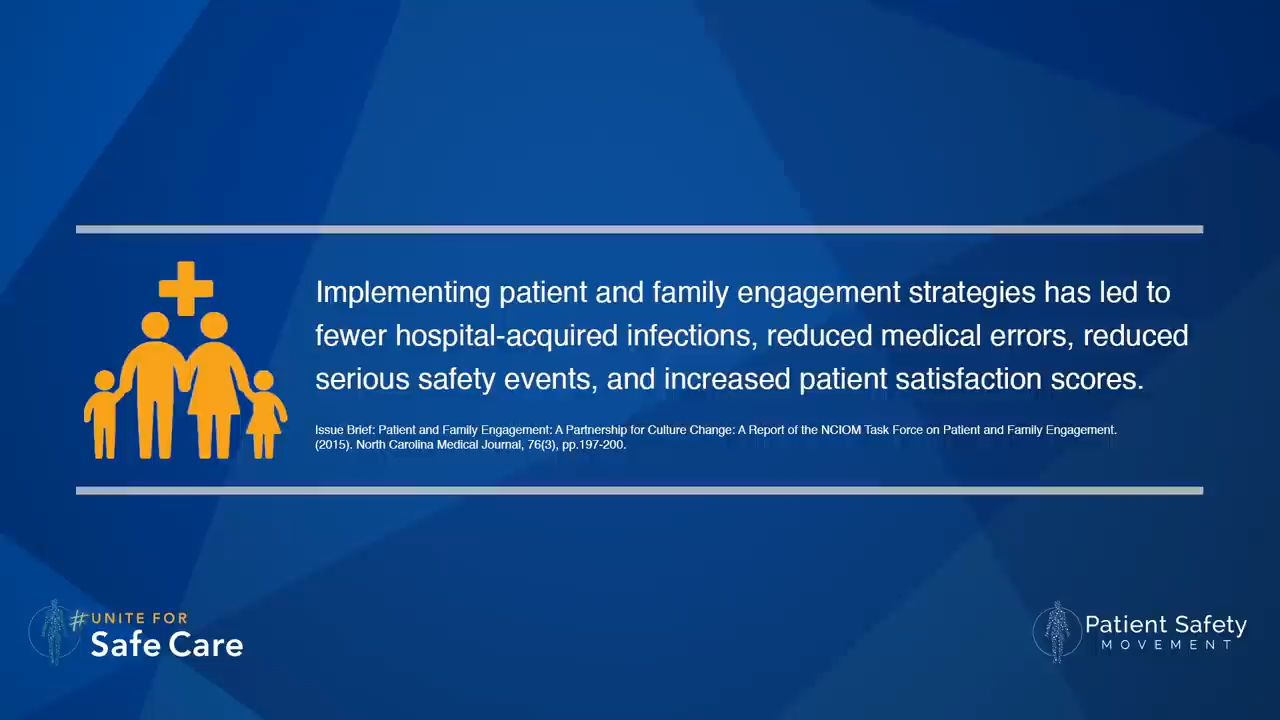 Implementing patient and family engagement strategies has led to
fewer hospital-acquired infections, reduced medical errors, reduced
serious safety events, and increased patient satisfaction scores.
Issue Brief: Patient and Family Engagement: A Partnership for Culture Change: A Report of the NCIOM Task Force on Patient and Family Engagement.
(2015). North Carolina Medical Journal, 76(3), pp.197-200.
#UNITE FOR
Safe Care
Patient Safety
MOVEMENT